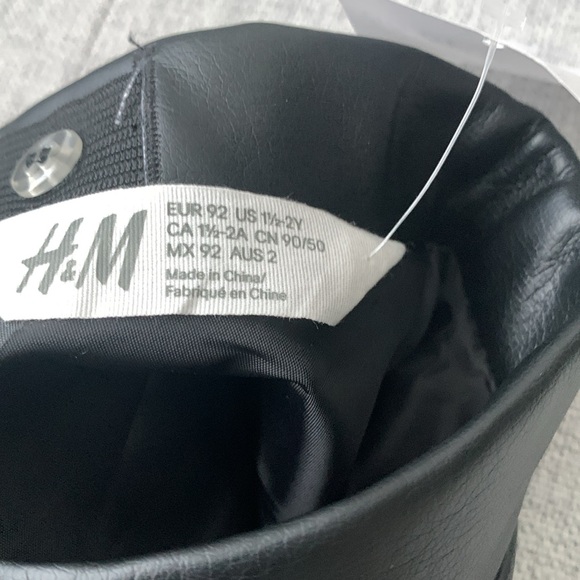 H&M
EUR 92 US 1½-2Y
CA 1½-2A CN 90/50
MX 92 AUS 2
Made in China/
Fabriqué en Chine